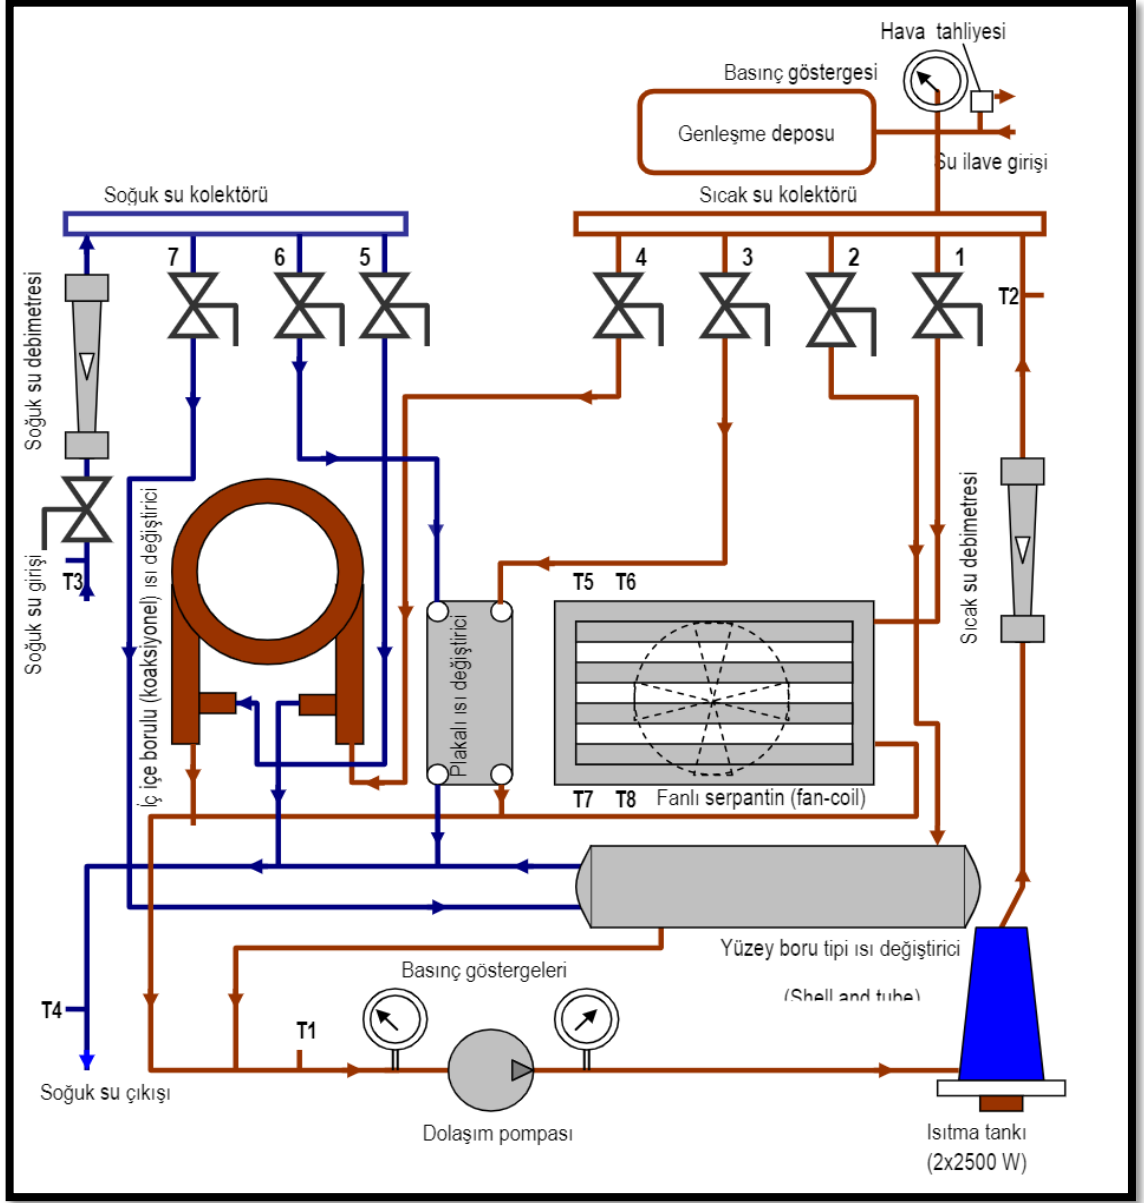 Hava tahliyesi
Basınç göstergesi
Genleşme deposu
Su ilave girişi
Soğuk su kolektörü
Sıcak su kolektörü
7
6
5
4
3
2
1
T2
Soğuk su debimetresi
Sıcak su debimetresi
Soğuk su girişi
T3
İç içe borulu (koaksiyonel) ısı değiştirici
Plakalı ısı değiştirici
T5 T6
T7 T8
Fanlı serpantin (fan-coil)
Yüzey boru tipi ısı değiştirici
(Shell and tube)
Basınç göstergeleri
T4
T1
Soğuk su çıkışı
Dolaşım pompası
Isıtma tankı
(2x2500 W)